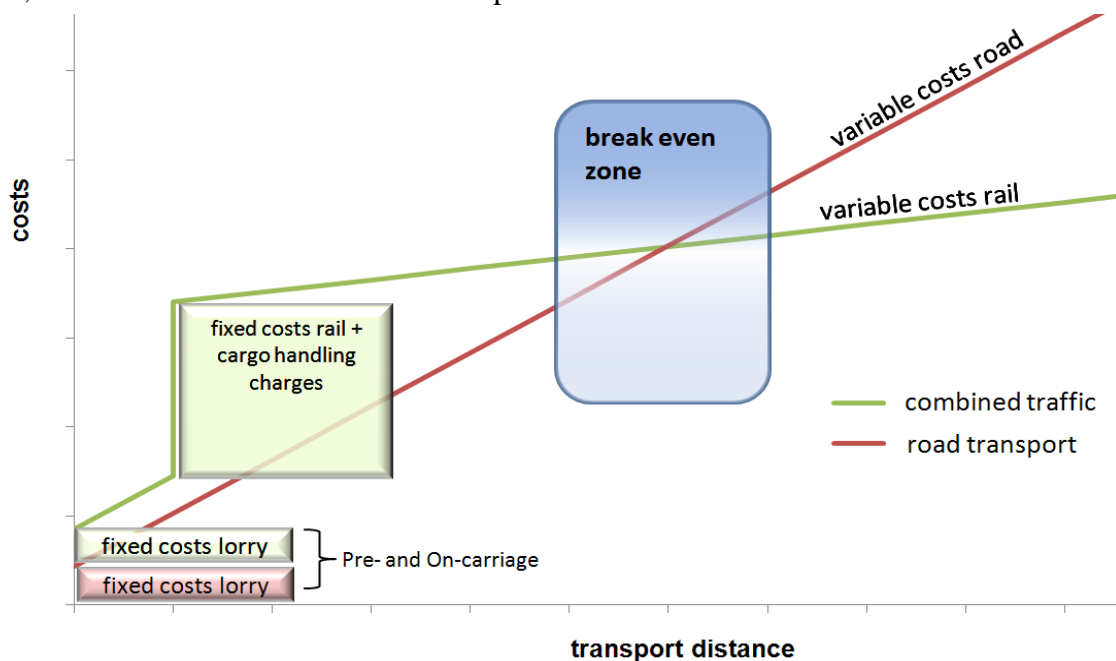 variable costs road
break even
zone
costs
variable costs rail
fixed costs rail +
cargo handling
charges
combined traffic
road transport
fixed costs lorry
Pre- and On-carriage
fixed costs lorry
transport distance